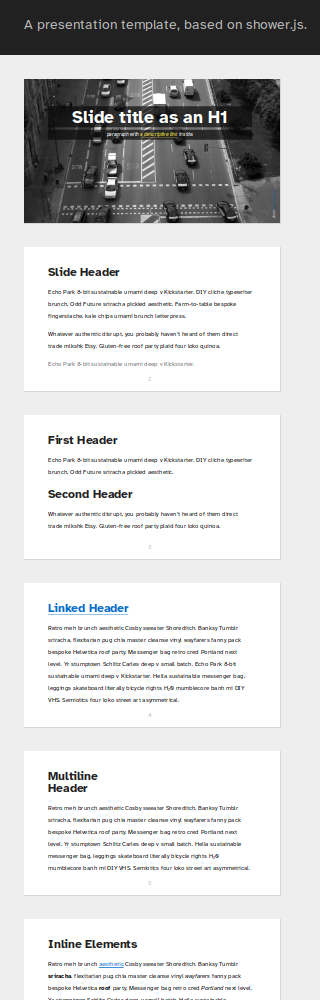 A presentation template, based on shower.js.
Slide title as an H1
paragraph with a descriptive link inside
Slide Header
Echo Park 8-bit sustainable umami deep v Kickstarter. DIY cliche typewriter
brunch. Odd Future sriracha pickled aesthetic. Farm-to-table bespoke
fingerstache, kale chips umami brunch letterpress.
Whatever authentic disrupt, you probably haven't heard of them direct
trade mlkshk Etsy. Gluten-free roof party plaid four loko quinoa.
Echo Park 8-bit sustainable umami deep v Kickstarter.
2
First Header
Echo Park 8-bit sustainable umami deep v Kickstarter. DIY cliche typewriter
brunch. Odd Future sriracha pickled aesthetic.
Second Header
Whatever authentic disrupt, you probably haven't heard of them direct
trade mlkshk Etsy. Gluten-free roof party plaid four loko quinoa.
3
Linked Header
Retro meh brunch aesthetic Cosby sweater Shoreditch. Banksy Tumblr
sriracha, flexitarian pug chia master cleanse vinyl wayfarers fanny pack
bespoke Helvetica roof party. Messenger bag retro cred Portland next
level. Yr stumptown Schlitz Carles deep v small batch. Echo Park 8-bit
sustainable umami deep v Kickstarter. Hella sustainable messenger bag,
leggings skateboard literally bicycle rights H₂0 mumblecore banh mi DIY
VHS. Semiotics four loko street art asymmetrical.
4
Multiline
Header
Retro meh brunch aesthetic Cosby sweater Shoreditch. Banksy Tumblr
sriracha, flexitarian pug chia master cleanse vinyl wayfarers fanny pack
bespoke Helvetica roof party. Messenger bag retro cred Portland next
level. Yr stumptown Schlitz Carles deep v small batch. Hella sustainable
messenger bag, leggings skateboard literally bicycle rights H₂0
mumblecore banh mi DIY VHS. Semiotics four loko street art asymmetrical.
5
Inline Elements
Retro meh brunch aesthetic Cosby sweater Shoreditch. Banksy Tumblr
sriracha, flexitarian pug chia master cleanse vinyl wayfarers fanny pack
bespoke Helvetica roof party. Messenger bag retro cred Portland next level.